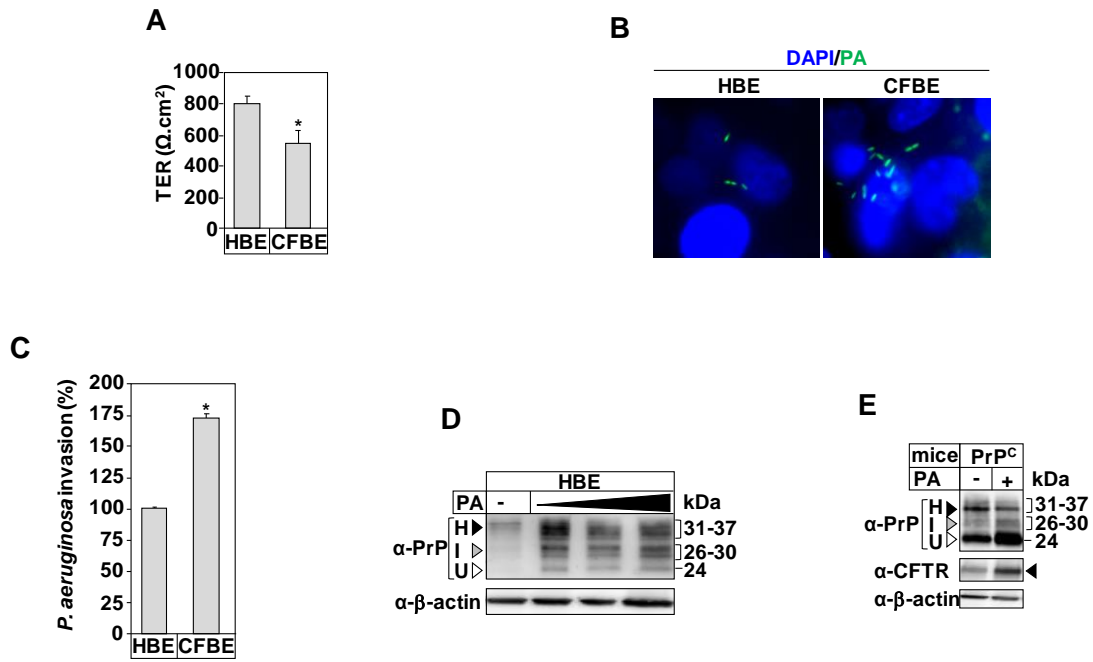 A
1000
800
600
400
200
0
TER (Ω.cm²)
*
HBE CFBE
B
DAPI/PA
HBE CFBE
C
200
175
150
125
100
75
50
25
0
P. aeruginosa invasion (%)
*
HBE CFBE
D
HBE
PA - kDa
α-PrP
H 31-37
I 26-30
U 24
α-β-actin
E
mice PrPᶜ
PA - + kDa
α-PrP
H 31-37
I 26-30
U 24
α-CFTR
α-β-actin